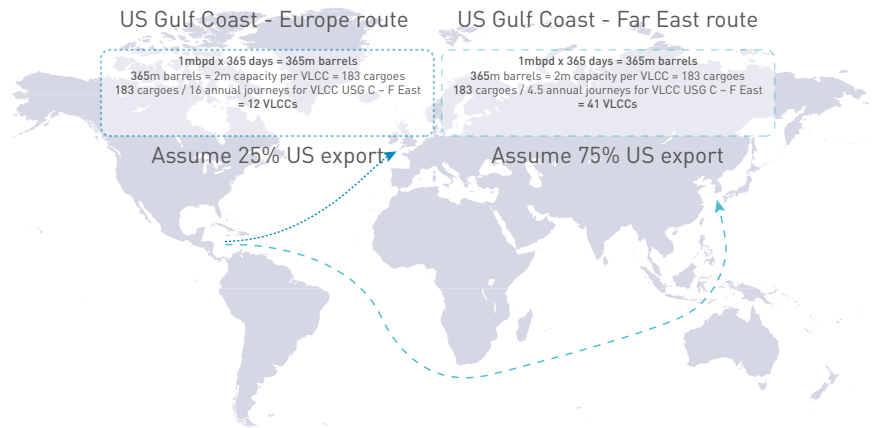 US Gulf Coast - Europe route
1mbpd x 365 days = 365m barrels
365m barrels = 2m capacity per VLCC = 183 cargoes
183 cargoes / 16 annual journeys for VLCC USG C – F East
= 12 VLCCs
Assume 25% US export
US Gulf Coast - Far East route
1mbpd x 365 days = 365m barrels
365m barrels = 2m capacity per VLCC = 183 cargoes
183 cargoes / 4.5 annual journeys for VLCC USG C – F East
= 41 VLCCs
Assume 75% US export